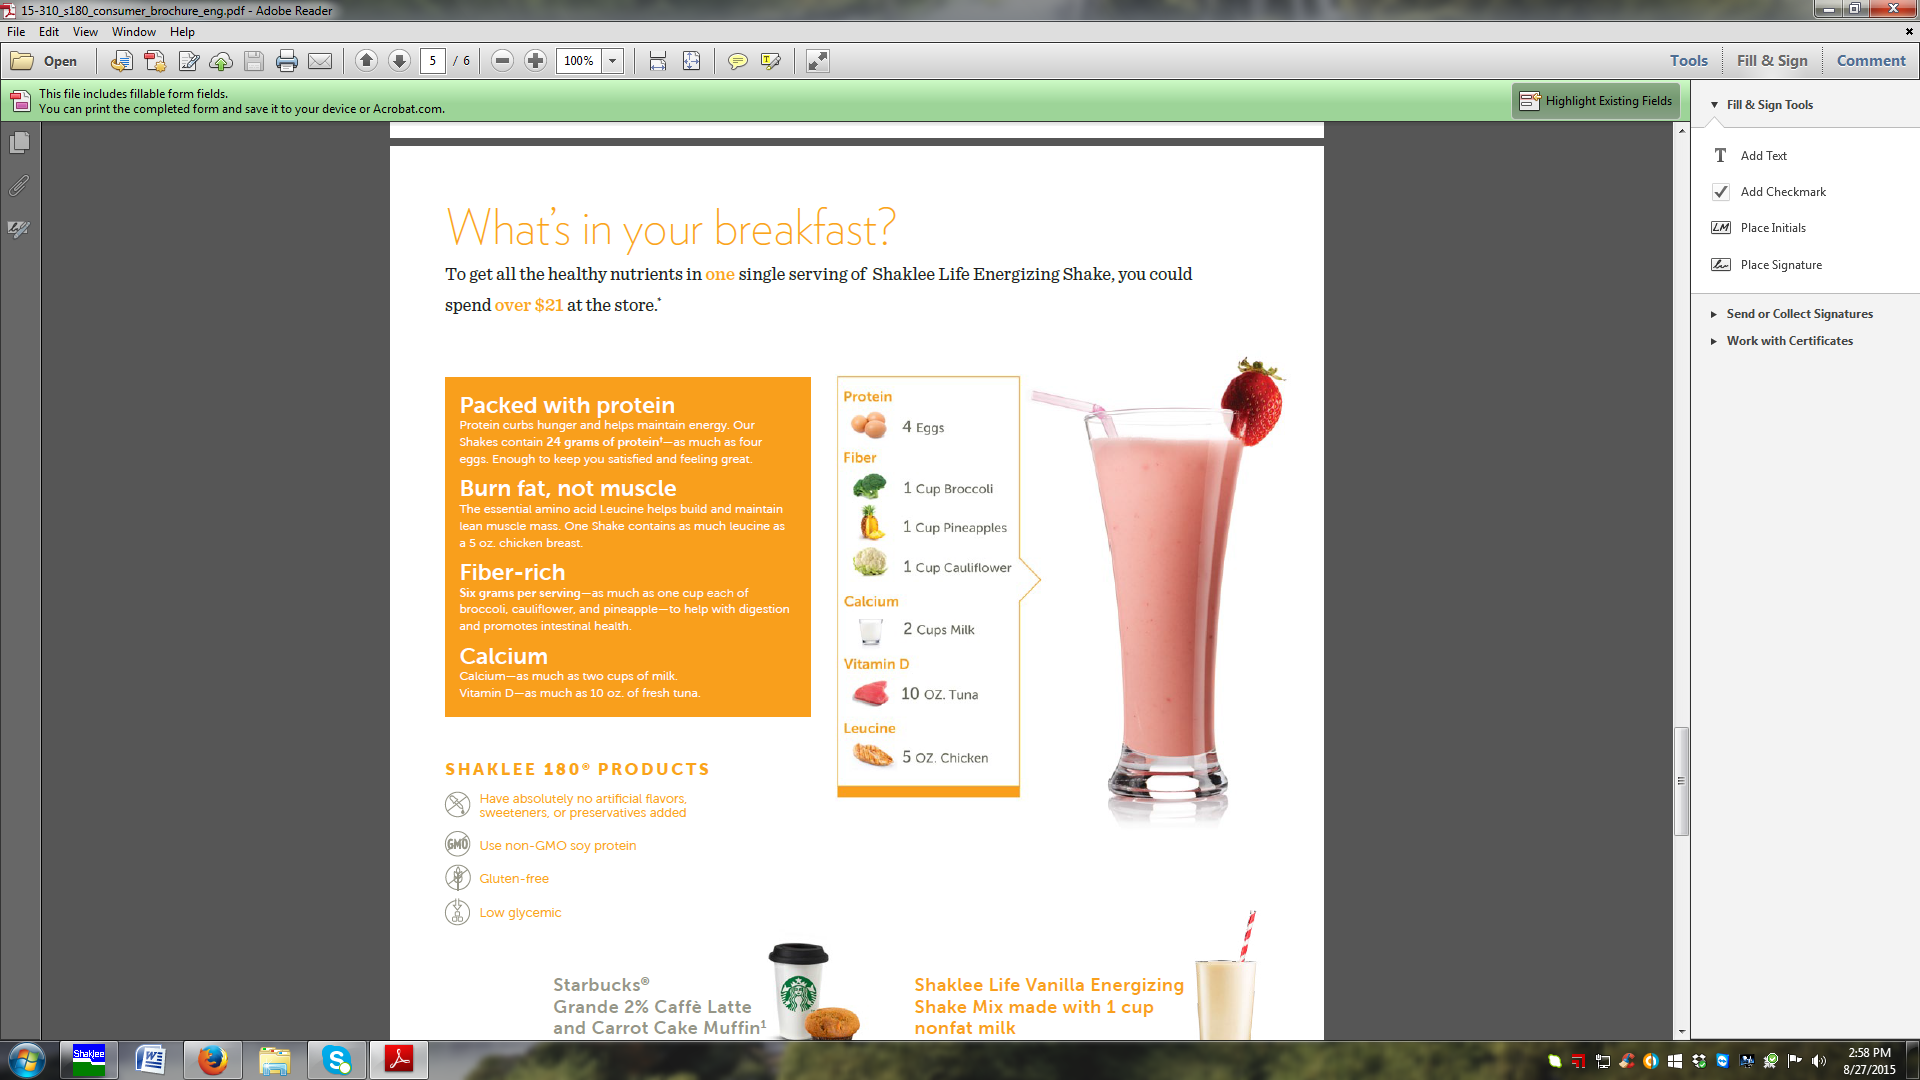 15-310_s180_consumer_brochure_eng.pdf - Adobe Reader
File Edit View Window Help
Open 5 / 6 100% Tools Fill & Sign Comment
This file includes fillable form fields.
You can print the completed form and save it to your device or Acrobat.com.
Highlight Existing Fields
Fill & Sign Tools
T Add Text
Add Checkmark
LM Place Initials
Place Signature
Send or Collect Signatures
Work with Certificates
What's in your breakfast?
To get all the healthy nutrients in one single serving of Shaklee Life Energizing Shake, you could
spend over $21 at the store.*
Packed with protein
Protein curbs hunger and helps maintain energy. Our
Shakes contain 24 grams of protein†—as much as four
eggs. Enough to keep you satisfied and feeling great.
Burn fat, not muscle
The essential amino acid Leucine helps build and maintain
lean muscle mass. One Shake contains as much leucine as
a 5 oz. chicken breast.
Fiber-rich
Six grams per serving—as much as one cup each of
broccoli, cauliflower, and pineapple—to help with digestion
and promotes intestinal health.
Calcium
Calcium—as much as two cups of milk.
Vitamin D—as much as 10 oz. of fresh tuna.
Protein
4 Eggs
Fiber
1 Cup Broccoli
1 Cup Pineapples
1 Cup Cauliflower
Calcium
2 Cups Milk
Vitamin D
10 OZ. Tuna
Leucine
5 OZ. Chicken
SHAKLEE 180® PRODUCTS
Have absolutely no artificial flavors,
sweeteners, or preservatives added
GMO Use non-GMO soy protein
Gluten-free
Low glycemic
Starbucks®
Grande 2% Caffè Latte
and Carrot Cake Muffin¹
Shaklee Life Vanilla Energizing
Shake Mix made with 1 cup
nonfat milk
Shaklee
2:58 PM
8/27/2015